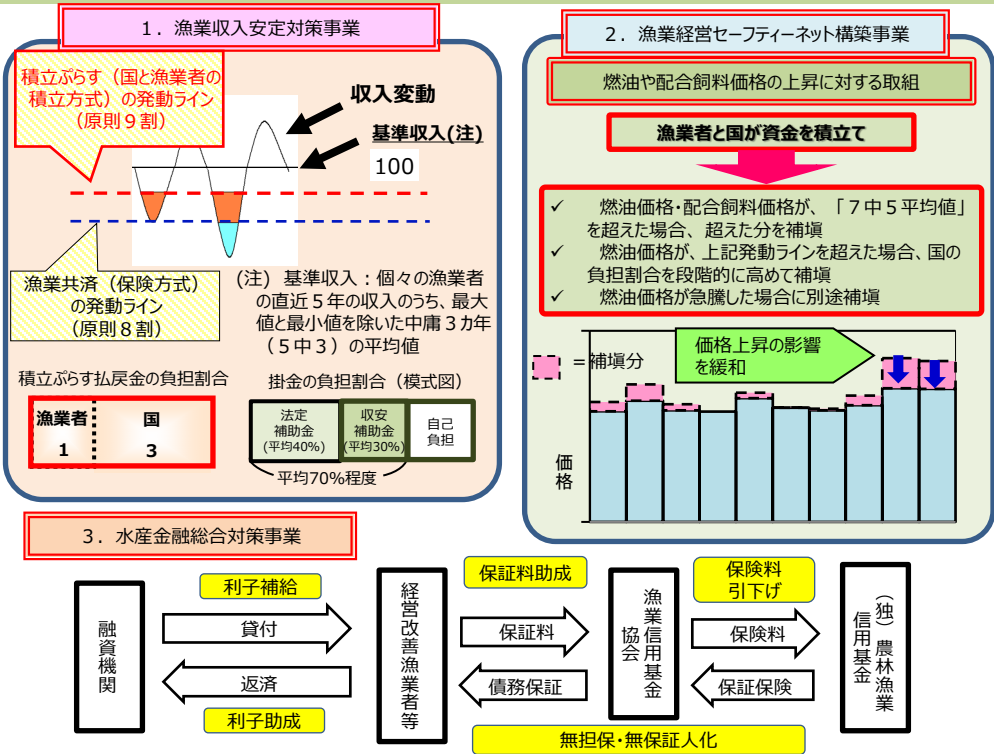 １．漁業収入安定対策事業
積立ぷらす（国と漁業者の
積立方式）の発動ライン
（原則９割）
収入変動
基準収入(注)
100
漁業共済（保険方式）
の発動ライン
（原則８割）
(注) 基準収入：個々の漁業者
の直近５年の収入のうち、最大
値と最小値を除いた中庸３カ年
（５中３）の平均値
積立ぷらす払戻金の負担割合
漁業者
1
国
3
掛金の負担割合（模式図）
法定
補助金
(平均40%)
収安
補助金
(平均30%)
自己
負担
平均70%程度
２．漁業経営セーフティーネット構築事業
燃油や配合飼料価格の上昇に対する取組
漁業者と国が資金を積立て
✓ 燃油価格・配合飼料価格が、「７中５平均値」
を超えた場合、超えた分を補塡
✓ 燃油価格が、上記発動ラインを超えた場合、国の
負担割合を段階的に高めて補塡
✓ 燃油価格が急騰した場合に別途補塡
＝補塡分
価格上昇の影響
を緩和
価格
３．水産金融総合対策事業
融資機関
利子補給
貸付
返済
利子助成
経営改善漁業者等
保証料助成
保証料
債務保証
漁業信用基金
協会
保険料
引下げ
保険料
保証保険
無担保・無保証人化
（独）農林漁業
信用基金